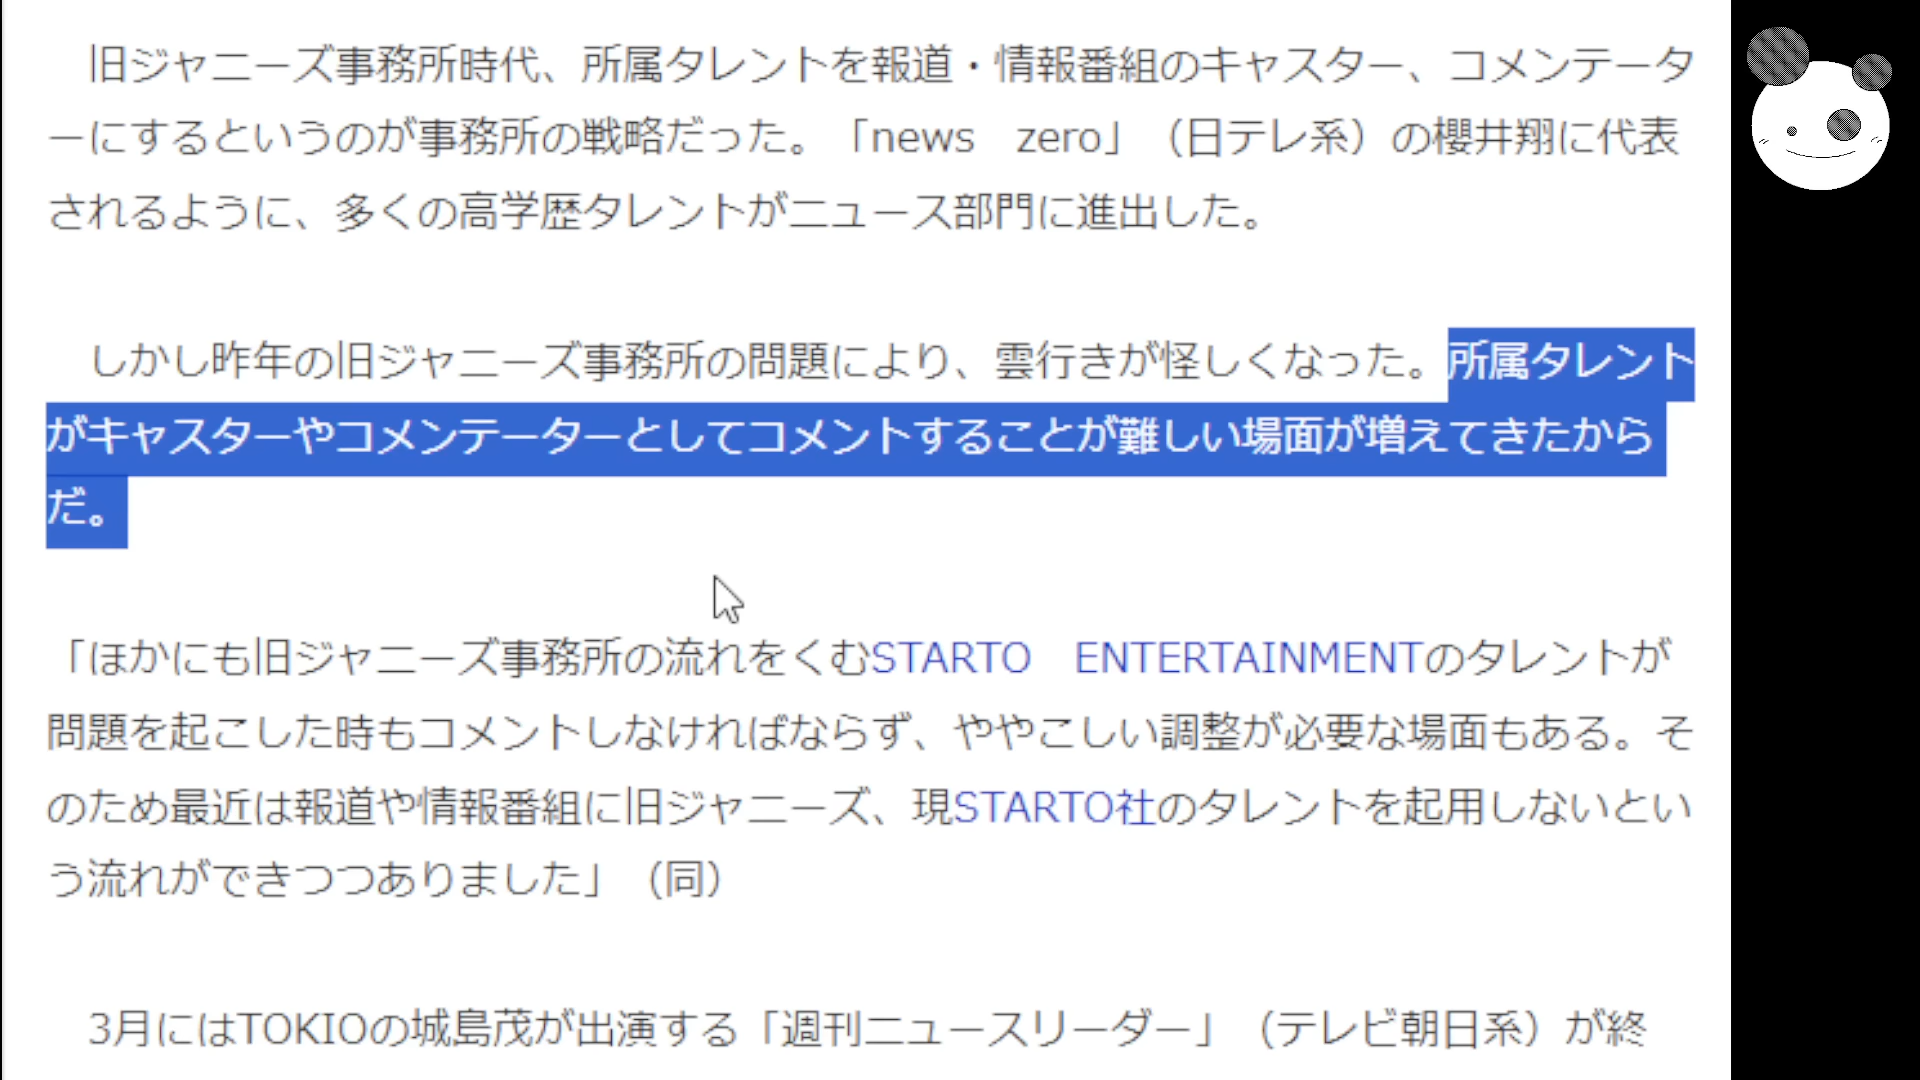 旧ジャニーズ事務所時代、所属タレントを報道・情報番組のキャスター、コメンテータ
ーにするというのが事務所の戦略だった。「news　zero」（日テレ系）の櫻井翔に代表
されるように、多くの高学歴タレントがニュース部門に進出した。
しかし昨年の旧ジャニーズ事務所の問題により、雲行きが怪しくなった。所属タレント
がキャスターやコメンテーターとしてコメントすることが難しい場面が増えてきたから
だ。
「ほかにも旧ジャニーズ事務所の流れをくむSTARTO　ENTERTAINMENTのタレントが
問題を起こした時もコメントしなければならず、ややこしい調整が必要な場面もある。そ
のため最近は報道や情報番組に旧ジャニーズ、現STARTO社のタレントを起用しないとい
う流れができつつありました」（同）
3月にはTOKIOの城島茂が出演する「週刊ニュースリーダー」（テレビ朝日系）が終